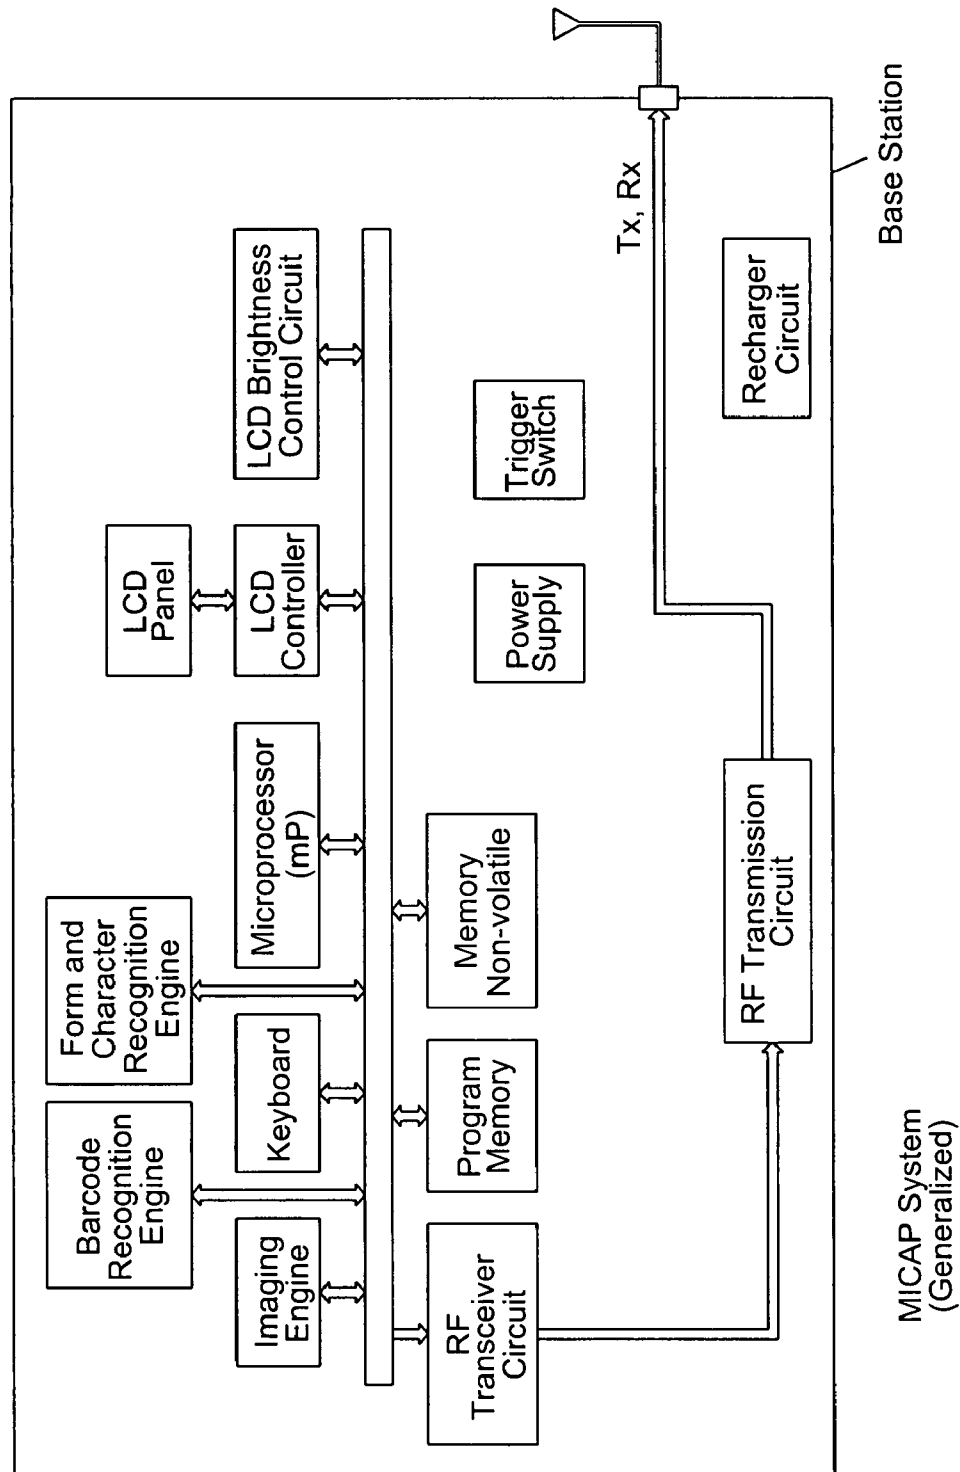 Barcode
Recognition
Engine
Form and
Character
Recognition
Engine
LCD
Panel
Imaging
Engine
Keyboard
Microprocessor
(mP)
LCD
Controller
LCD Brightness
Control Circuit
RF
Transceiver
Circuit
Program
Memory
Memory
Non-volatile
Power
Supply
Trigger
Switch
Tx, Rx
RF Transmission
Circuit
Recharger
Circuit
Base Station
MICAP System
(Generalized)